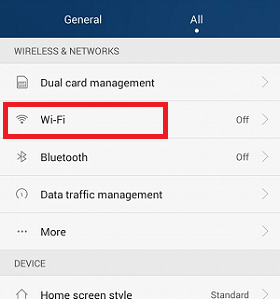 General All
WIRELESS & NETWORKS
Dual card management
Wi-Fi Off
Bluetooth Off
Data traffic management
More
DEVICE
Home screen style Standard